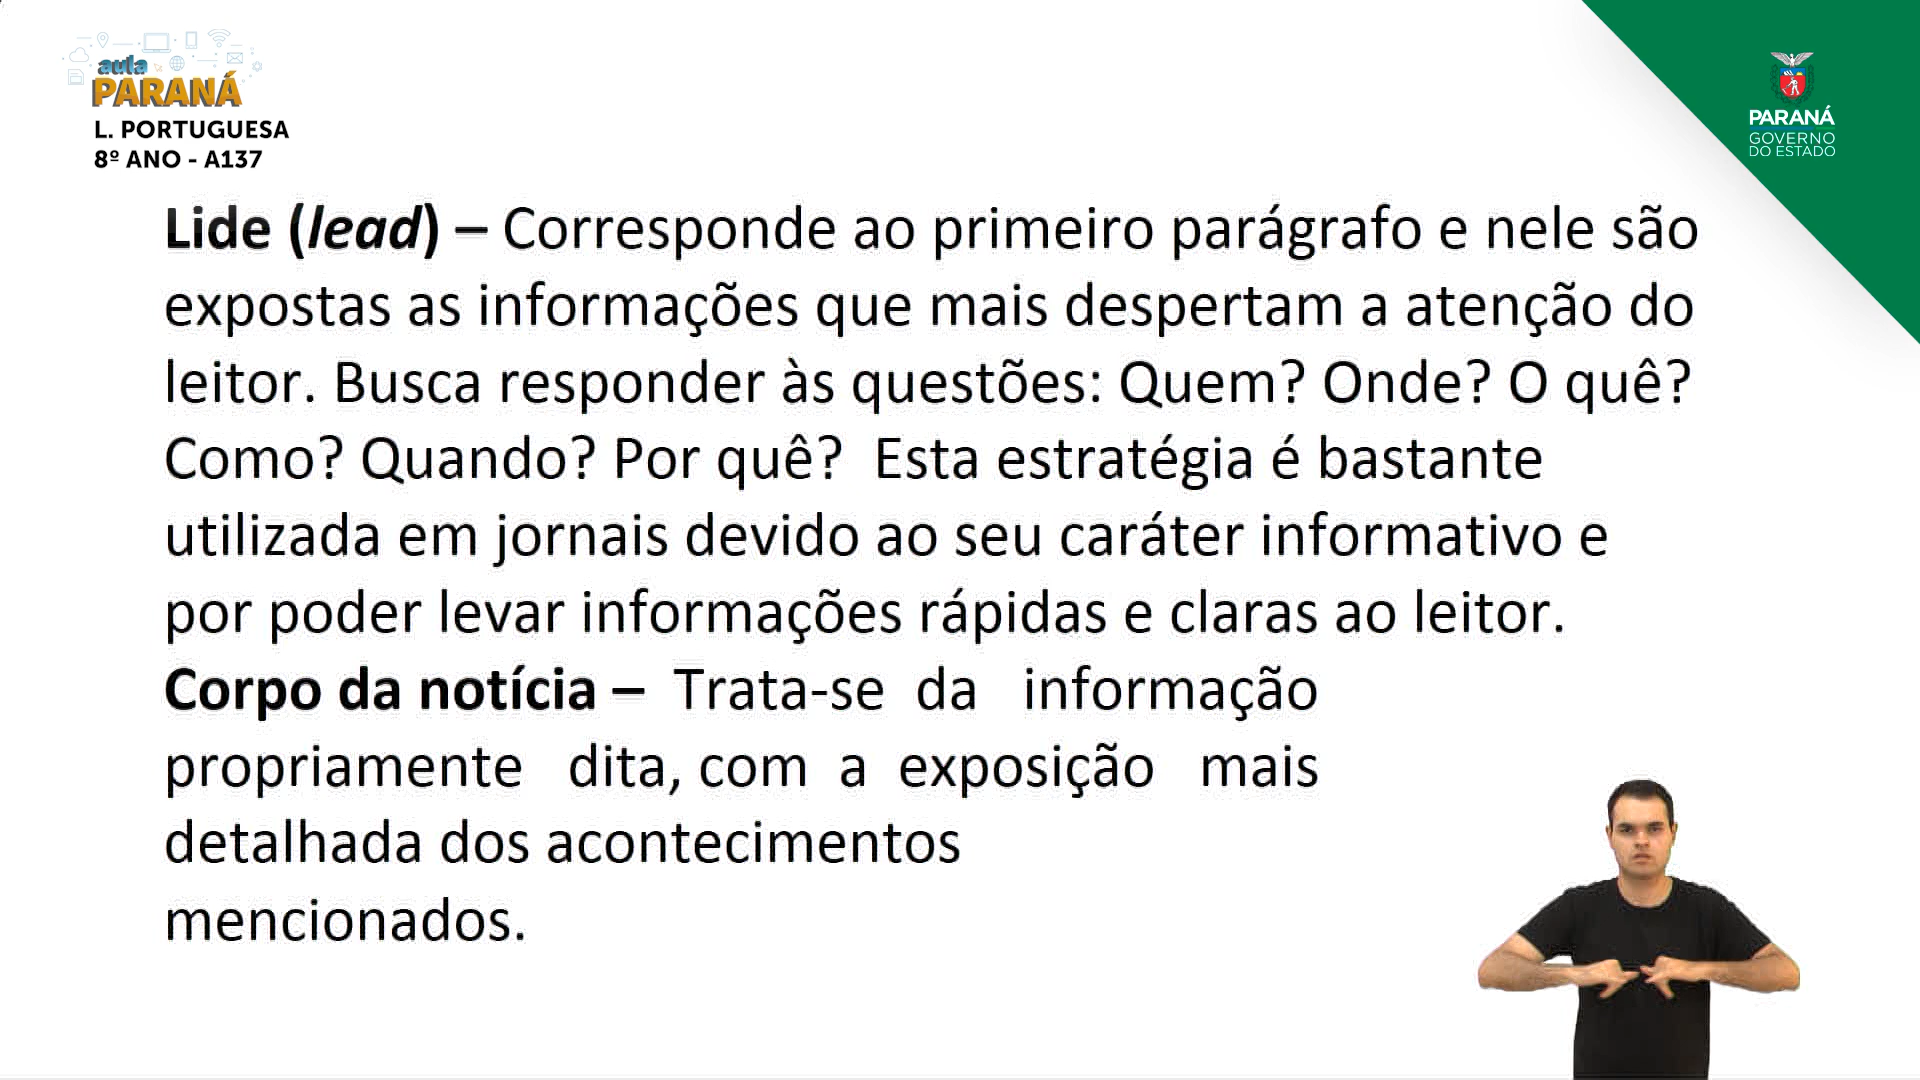 aula
PARANÁ
L. PORTUGUESA
8º ANO - A137
PARANÁ
GOVERNO
DO ESTADO
Lide (lead) – Corresponde ao primeiro parágrafo e nele são
expostas as informações que mais despertam a atenção do
leitor. Busca responder às questões: Quem? Onde? O quê?
Como? Quando? Por quê?  Esta estratégia é bastante
utilizada em jornais devido ao seu caráter informativo e
por poder levar informações rápidas e claras ao leitor.
Corpo da notícia –  Trata-se  da   informação
propriamente   dita, com  a  exposição   mais
detalhada dos acontecimentos
mencionados.